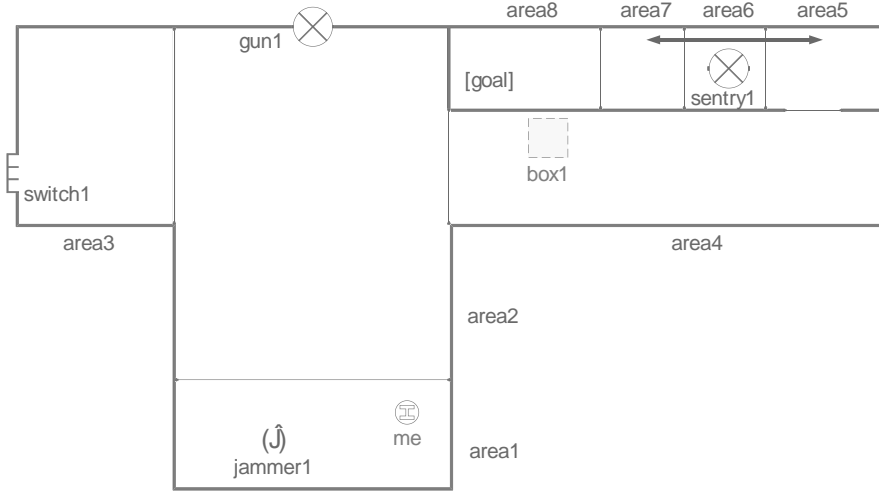 area8
area7
area6
area5
gun1
[goal]
sentry1
box1
switch1
area3
area4
area2
(Ĵ)
me
jammer1
area1